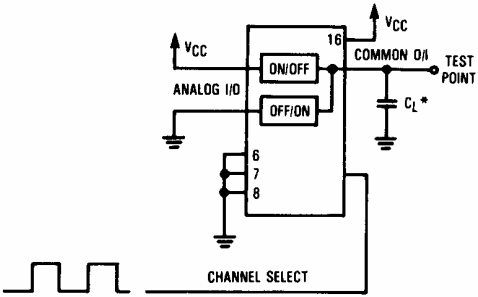 VCC
16
VCC
ON/OFF
COMMON O/I
TEST
POINT
ANALOG I/O
OFF/ON
CL*
6
7
8
CHANNEL SELECT